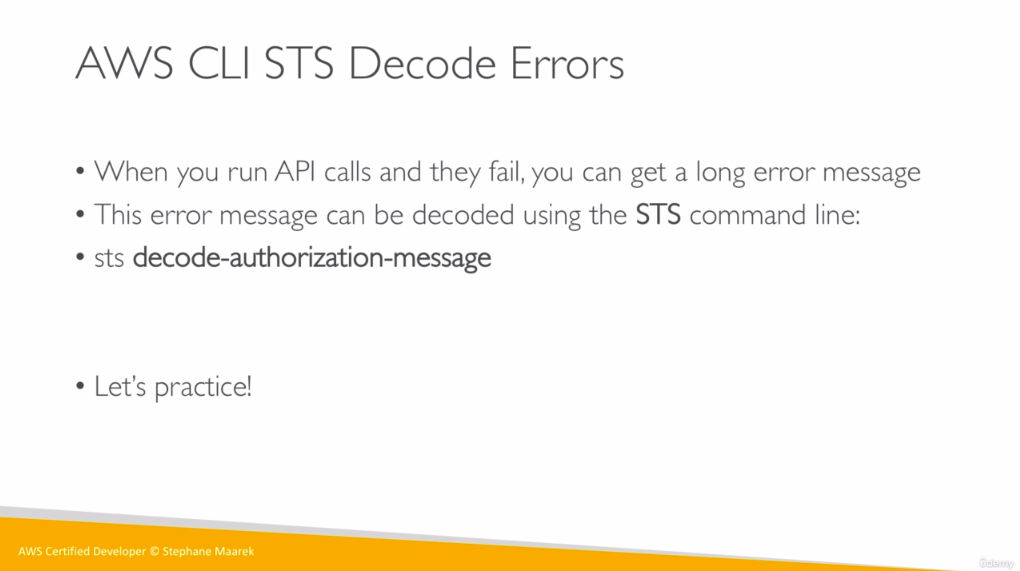 AWS CLI STS Decode Errors
• When you run API calls and they fail, you can get a long error message
• This error message can be decoded using the STS command line:
• sts decode-authorization-message
• Let’s practice!
AWS Certified Developer © Stephane Maarek
ûdemy